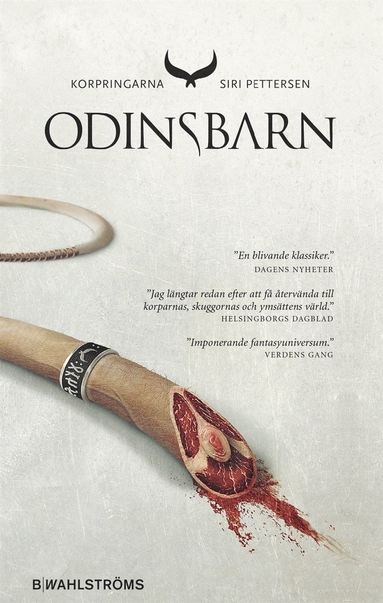 KORPRINGARNA SIRI PETTERSEN
ODINSBARN
”En blivande klassiker.”
DAGENS NYHETER
”Jag längtar redan efter att få återvända till
korparnas, skuggornas och ymsättens värld.”
HELSINGBORGS DAGBLAD
”Imponerande fantasyuniversum.”
VERDENS GANG
B|WAHLSTRÖMS